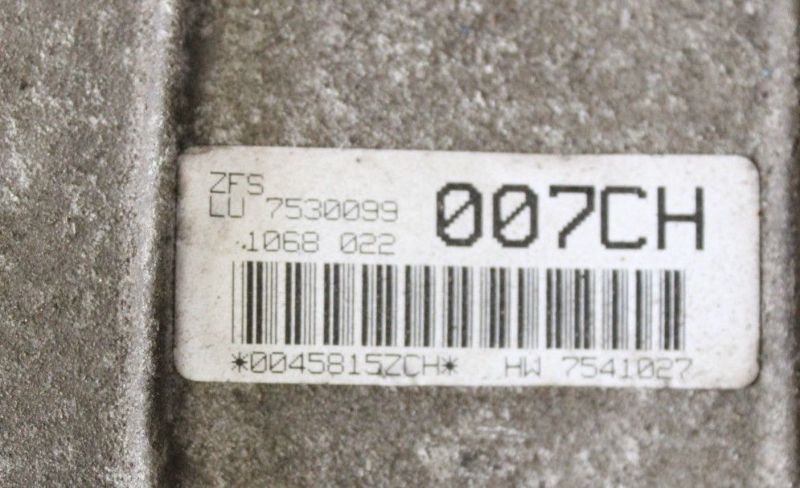 ZFS
LU 7530099
1068 022
007CH
*0045815ZCH* HW 7541027